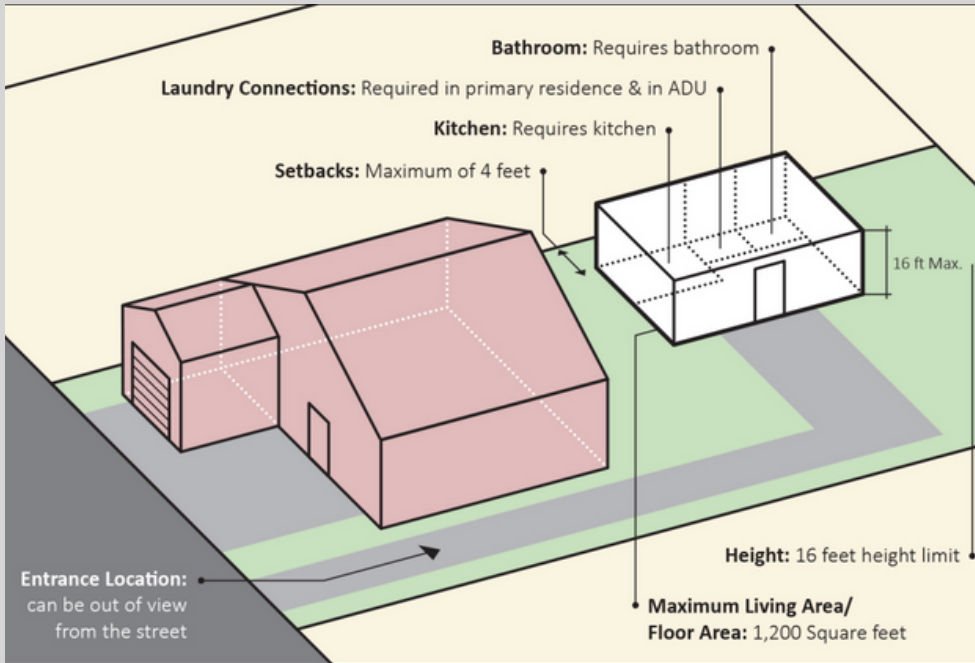 Bathroom: Requires bathroom
Laundry Connections: Required in primary residence & in ADU
Kitchen: Requires kitchen
Setbacks: Maximum of 4 feet
16 ft Max.
Height: 16 feet height limit
Entrance Location:
can be out of view
from the street
Maximum Living Area/
Floor Area: 1,200 Square feet